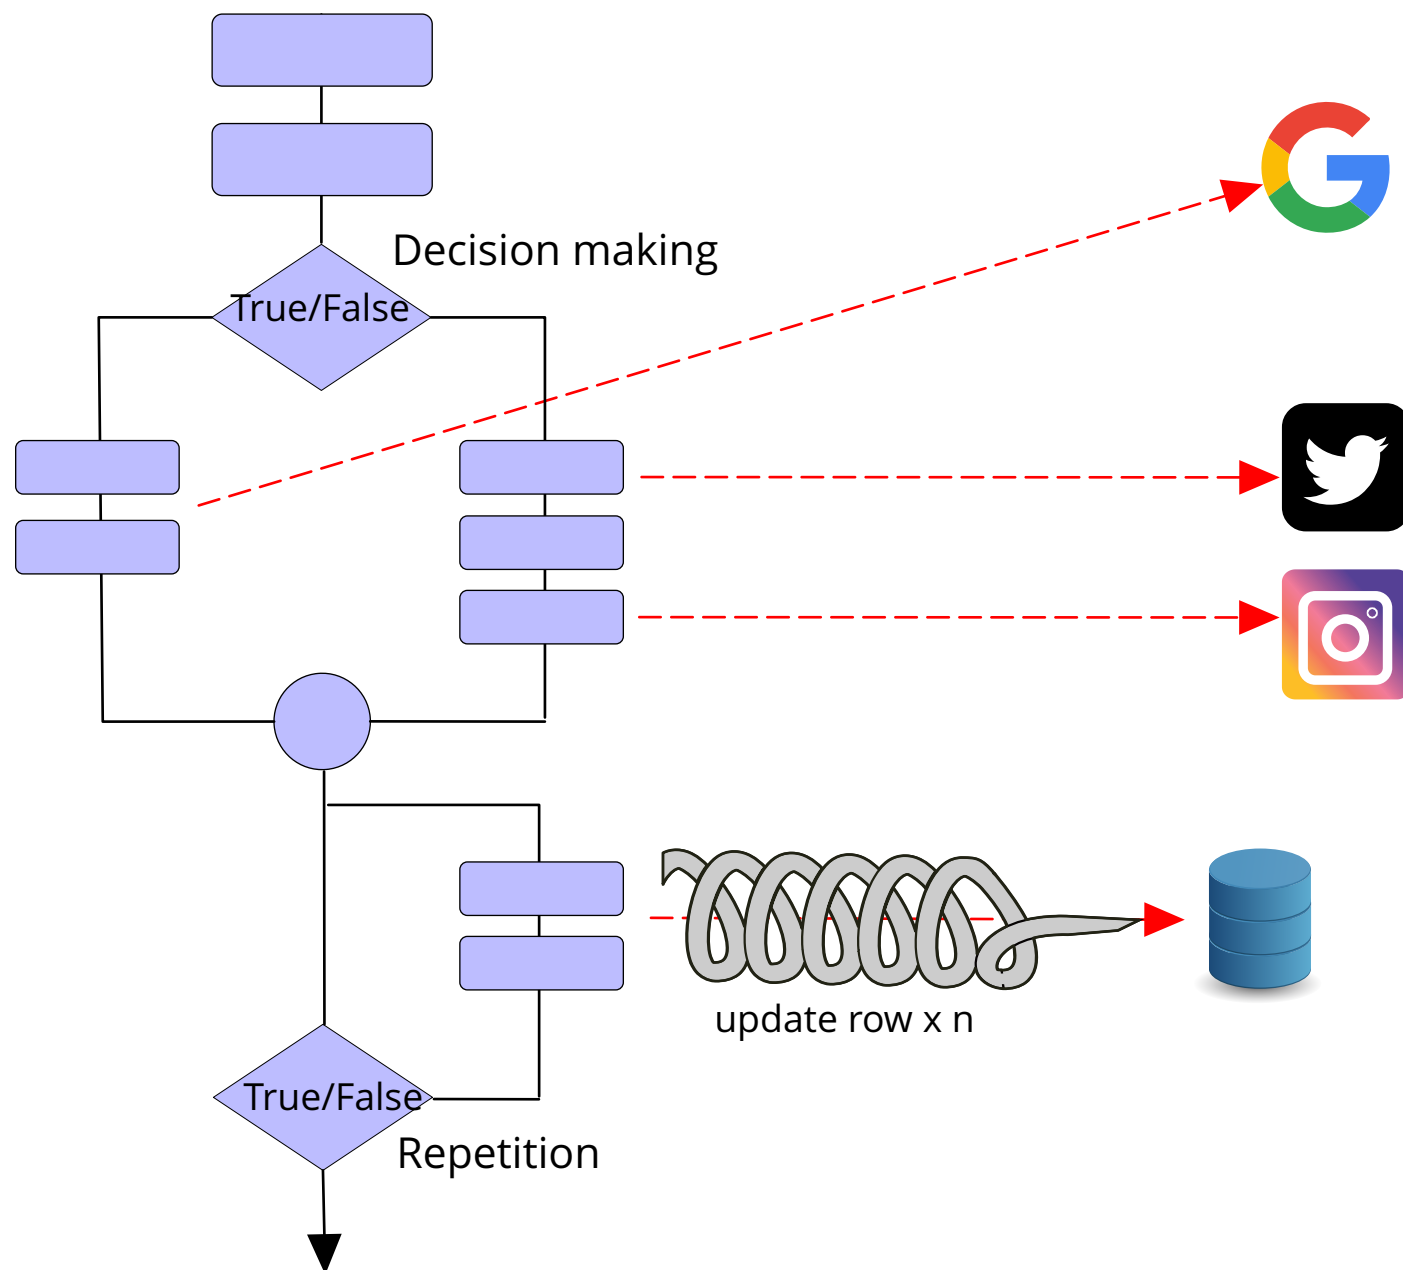 Decision making
True/False
update row x n
True/False
Repetition